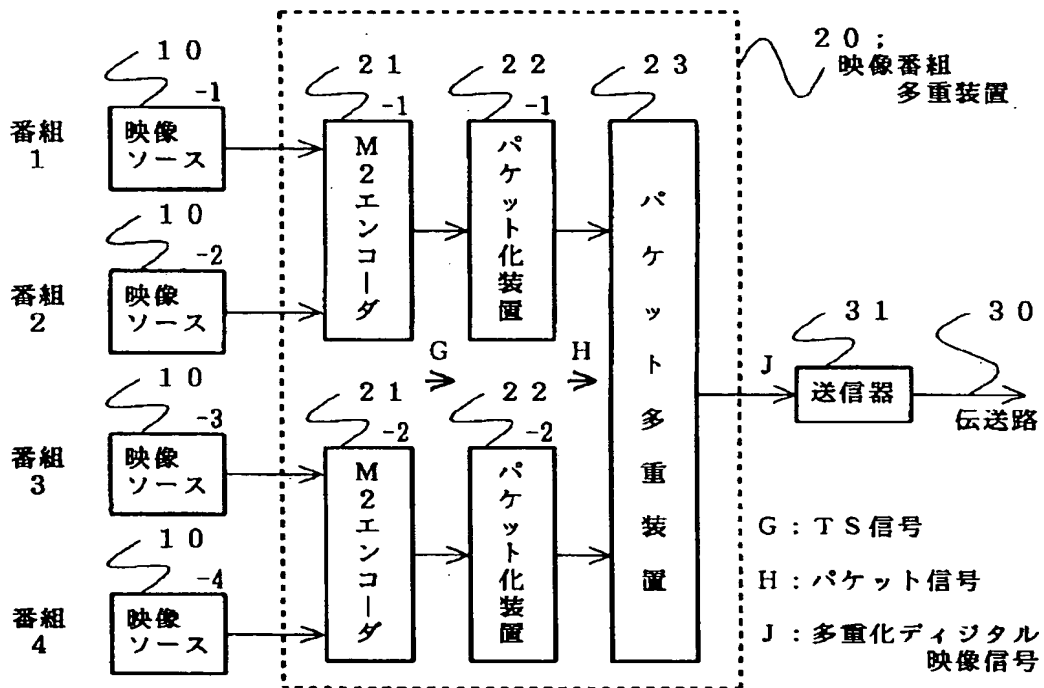 番組
1
10
-1
映像
ソース
番組
2
10
-2
映像
ソース
番組
3
10
-3
映像
ソース
番組
4
10
-4
映像
ソース
21
-1
M2エンコーダ
22
-1
パケット化装置
23
パケット多重装置
21
-2
M2エンコーダ
22
-2
パケット化装置
G
H
20;
映像番組
多重装置
J
31
送信器
30
伝送路
G:TS信号
H:パケット信号
J:多重化ディジタル
映像信号